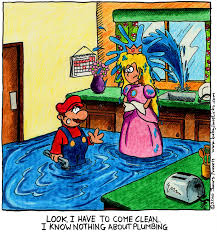 LOOK, I HAVE TO COME CLEAN.
I KNOW NOTHING ABOUT PLUMBING